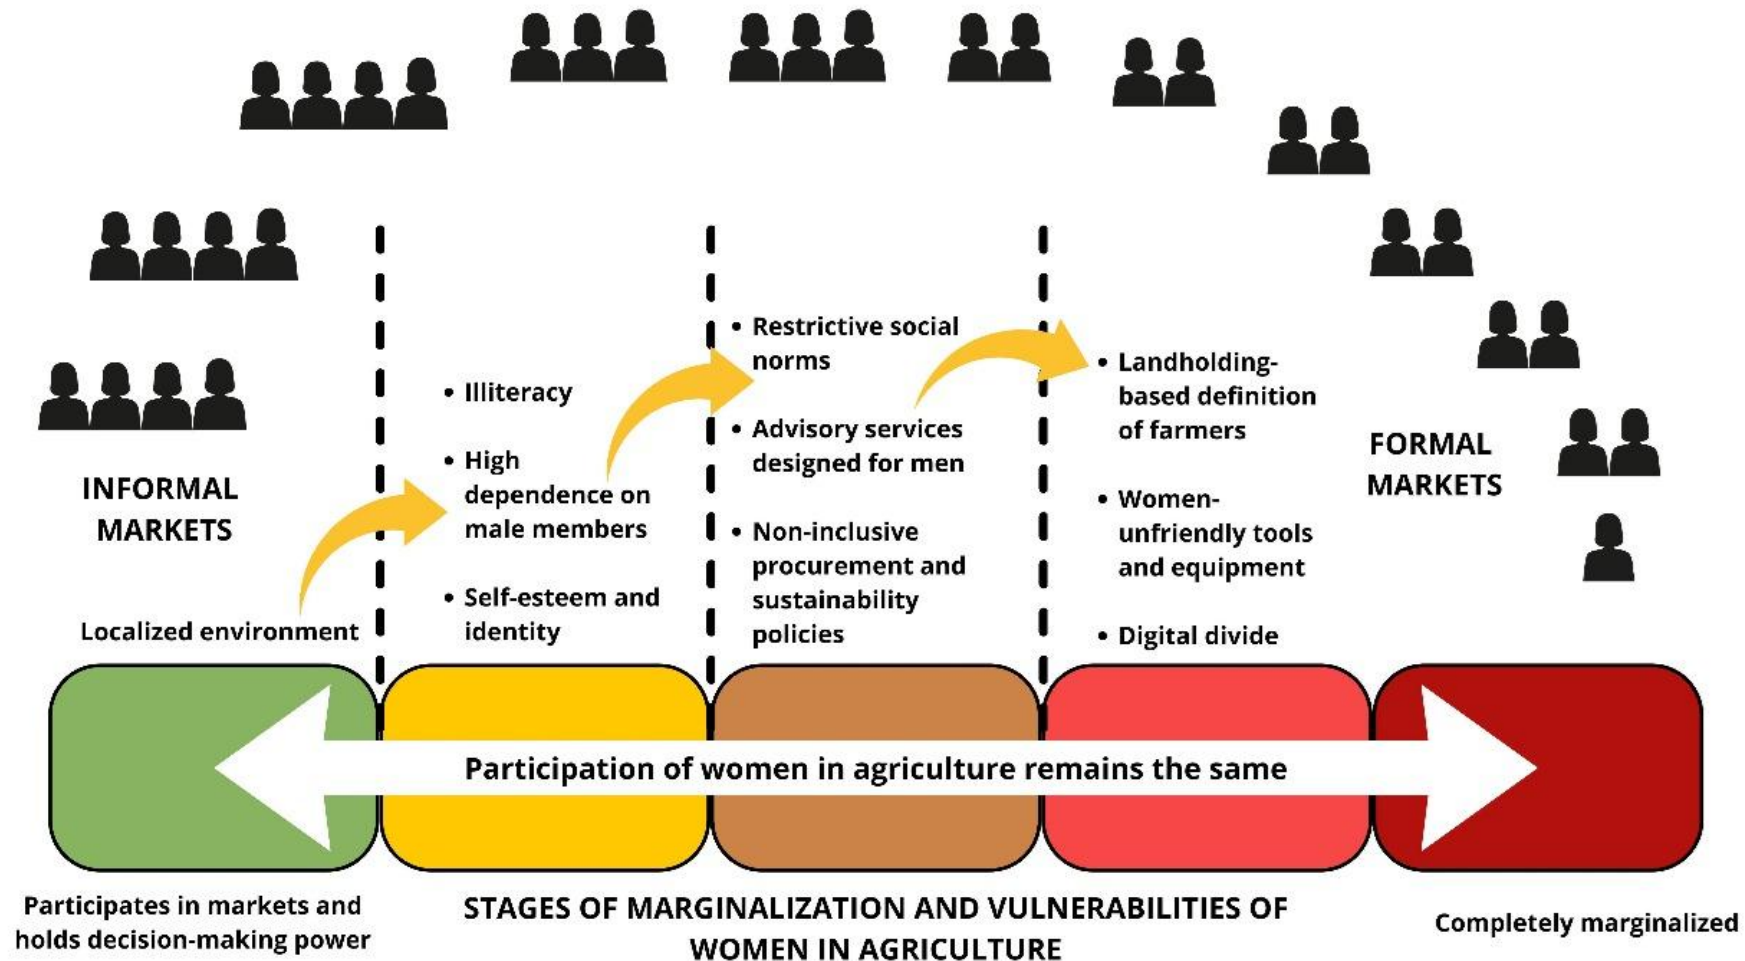 INFORMAL
MARKETS
Localized environment
• Illiteracy
• High
dependence on
male members
• Self-esteem and
identity
• Restrictive social
norms
• Advisory services
designed for men
• Non-inclusive
procurement and
sustainability
policies
• Landholding-
based definition
of farmers
• Women-
unfriendly tools
and equipment
• Digital divide
FORMAL
MARKETS
Participation of women in agriculture remains the same
Participates in markets and
holds decision-making power
STAGES OF MARGINALIZATION AND VULNERABILITIES OF
WOMEN IN AGRICULTURE
Completely marginalized